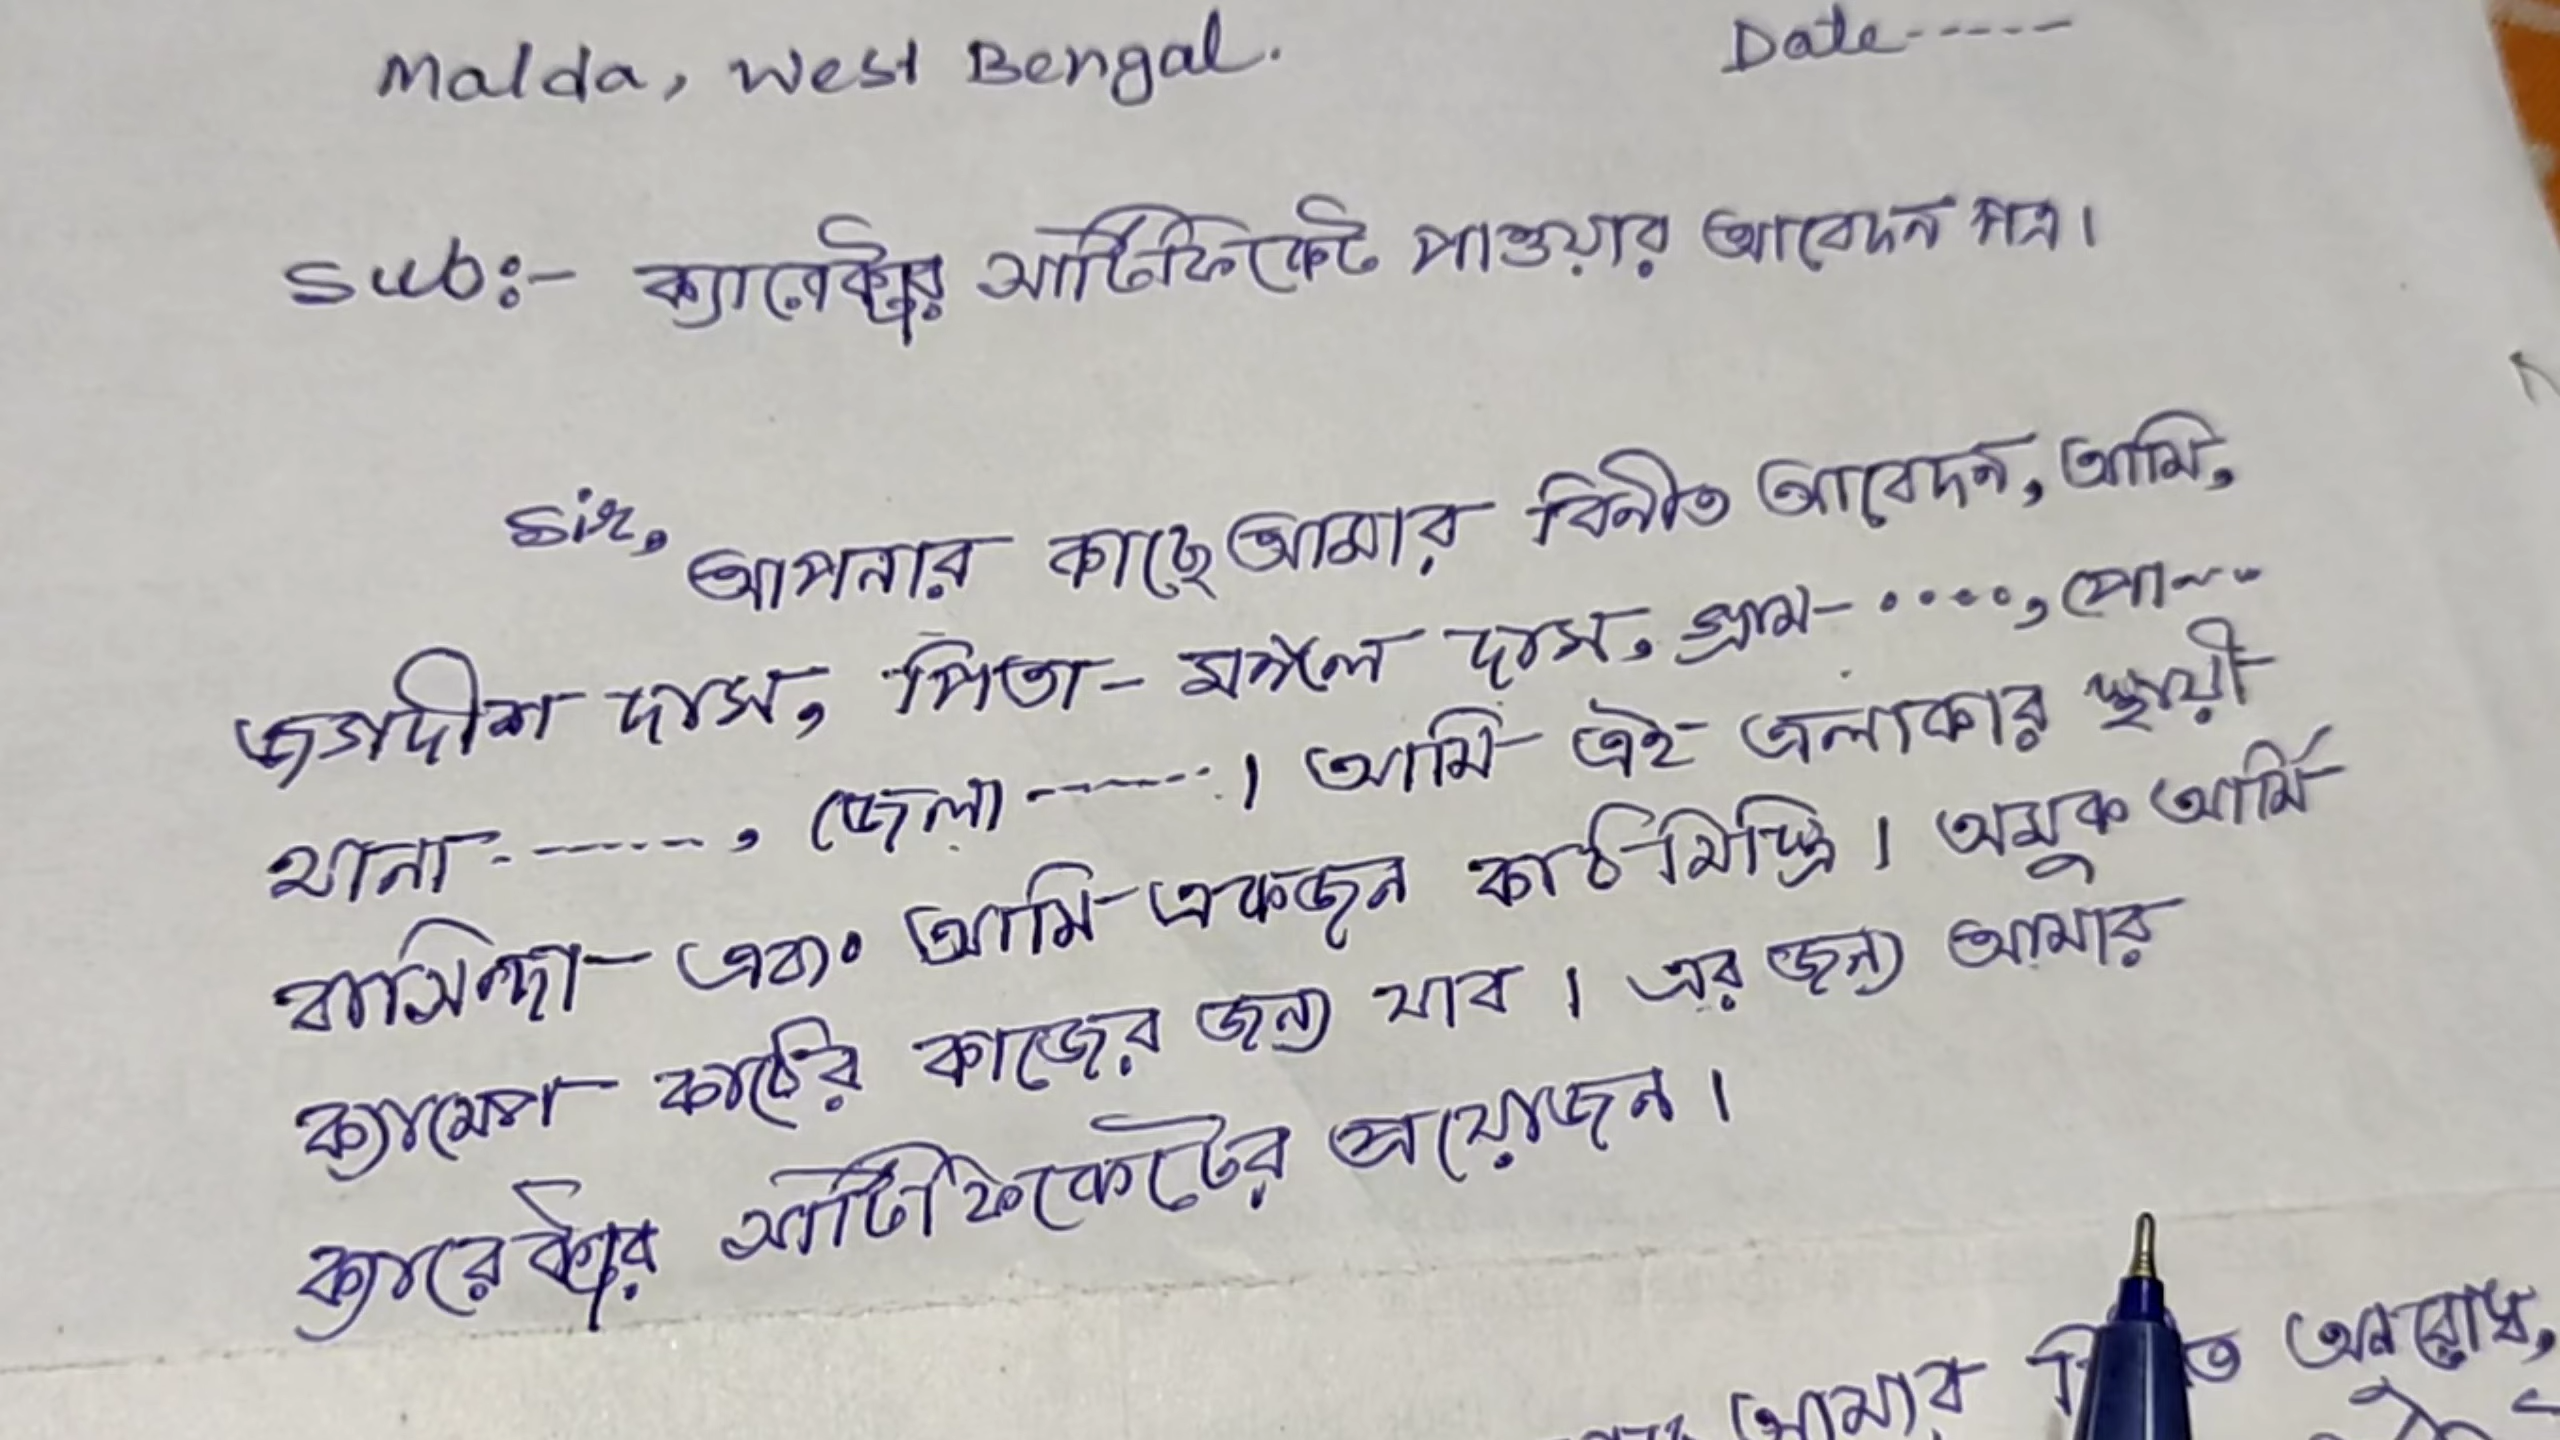 Malda, West Bengal. Date-----
Sub:- ক্যারেক্টার সার্টিফিকেট পাওয়ার আবেদন পত্র।
Sir,
আপনার কাছে আমার বিনীত আবেদন, আমি,
জগদীশ দাস, পিতা- মঙ্গল দাস, গ্রাম-....., পো----
থানা-------, জেলা-------। আমি এই এলাকার স্থায়ী
বাসিন্দা এবং আমি একজন কাঠমিস্ত্রি। অমুক আর্মি
ক্যাম্পে কাঠের কাজের জন্য যাব। এর জন্য আমার
ক্যারেক্টার সার্টিফিকেটের প্রয়োজন।
আমার অনুরোধ,